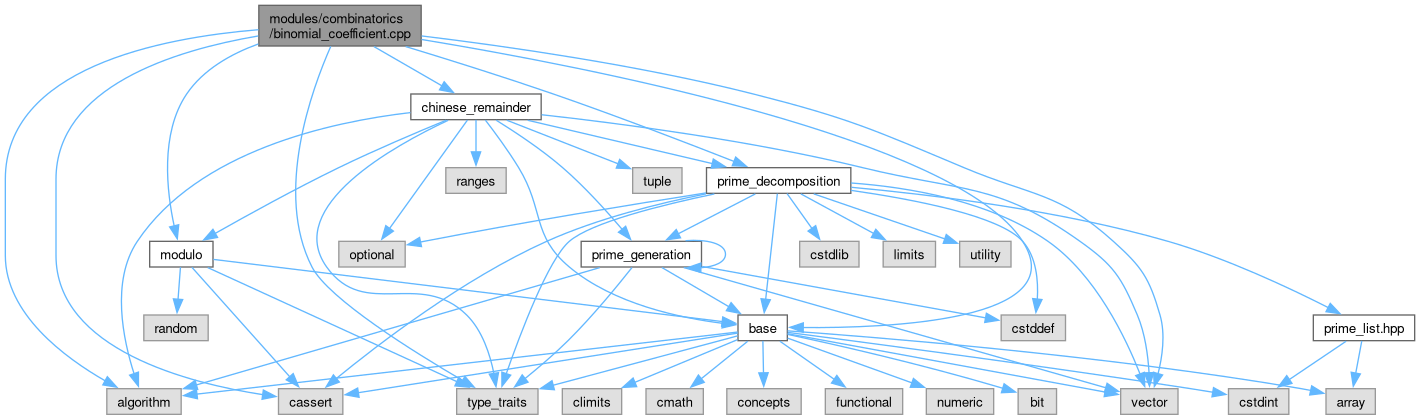 modules/combinatorics
/binomial_coefficient.cpp
chinese_remainder
ranges
tuple
prime_decomposition
modulo
optional
prime_generation
cstdlib
limits
utility
random
base
cstddef
prime_list.hpp
algorithm
cassert
type_traits
climits
cmath
concepts
functional
numeric
bit
vector
cstdint
array